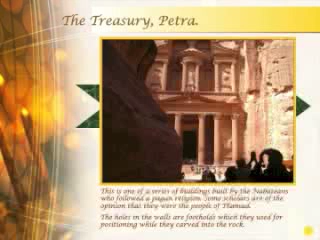 The Treasury, Petra.
This is one of a series of buildings built by the Nabateans
who followed a pagan religion. Some scholars are of the
opinion that they were the people of Thamud.
The holes in the walls are footholds which they used for
positioning while they carved into the rock.